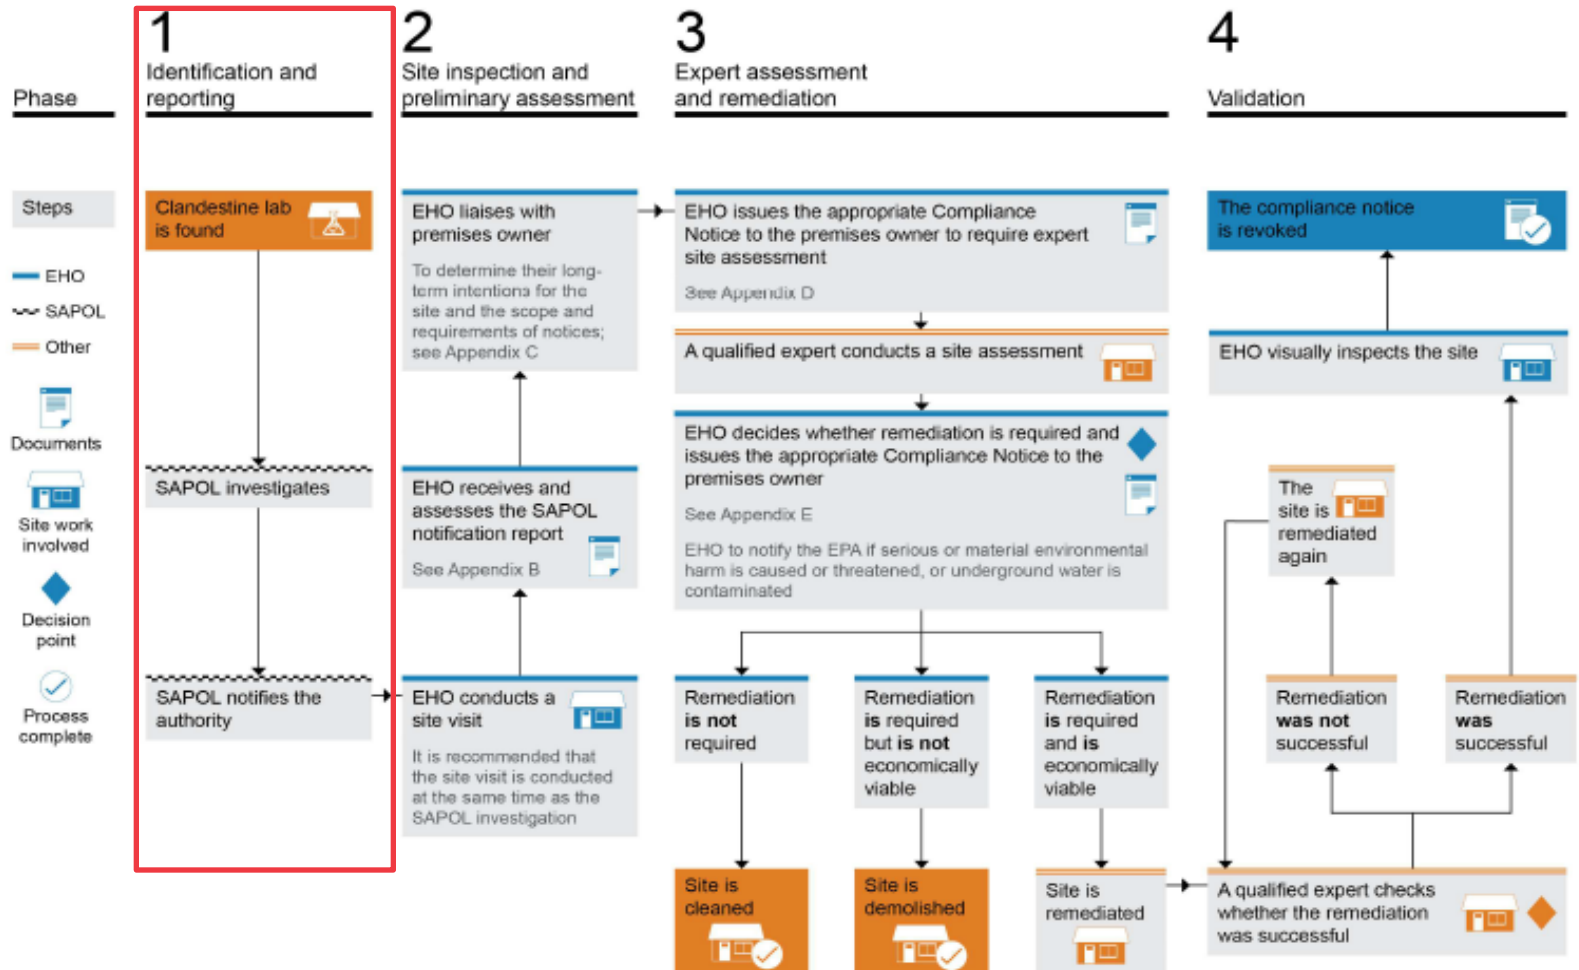 Phase
Steps
EHO
SAPOL
Other
Documents
Site work
involved
Decision
point
Process
complete
1
Identification and
reporting
Clandestine lab
is found
SAPOL investigates
SAPOL notifies the
authority
2
Site inspection and
preliminary assessment
EHO liaises with
premises owner
To determine their long-
term intentions for the
site and the scope and
requirements of notices;
see Appendix C
EHO receives and
assesses the SAPOL
notification report
See Appendix B
EHO conducts a
site visit
It is recommended that
the site visit is conducted
at the same time as the
SAPOL investigation
3
Expert assessment
and remediation
EHO issues the appropriate Compliance
Notice to the premises owner to require expert
site assessment
See Appendix D
A qualified expert conducts a site assessment
EHO decides whether remediation is required and
issues the appropriate Compliance Notice to the
premises owner
See Appendix E
EHO to notify the EPA if serious or material environmental
harm is caused or threatened, or underground water is
contaminated
Remediation
is not
required
Remediation
is required
but is not
economically
viable
Remediation
is required
and is
economically
viable
Site is
cleaned
Site is
demolished
Site is
remediated
4
Validation
The compliance notice
is revoked
EHO visually inspects the site
The
site is
remediated
again
Remediation
was not
successful
Remediation
was
successful
A qualified expert checks
whether the remediation
was successful